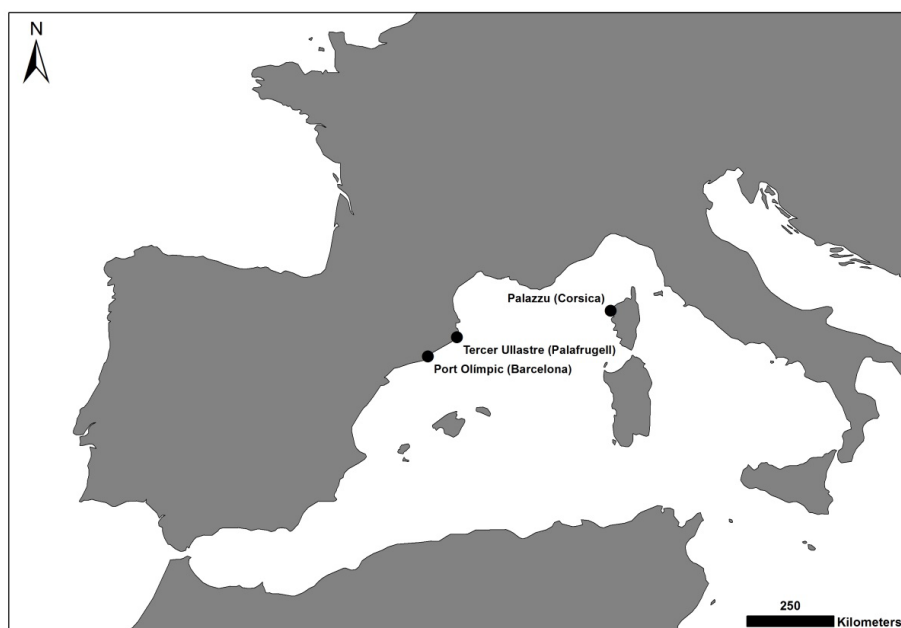 N
Palazzu (Corsica)
Tercer Ullastre (Palafrugell)
Port Olímpic (Barcelona)
250
Kilometers